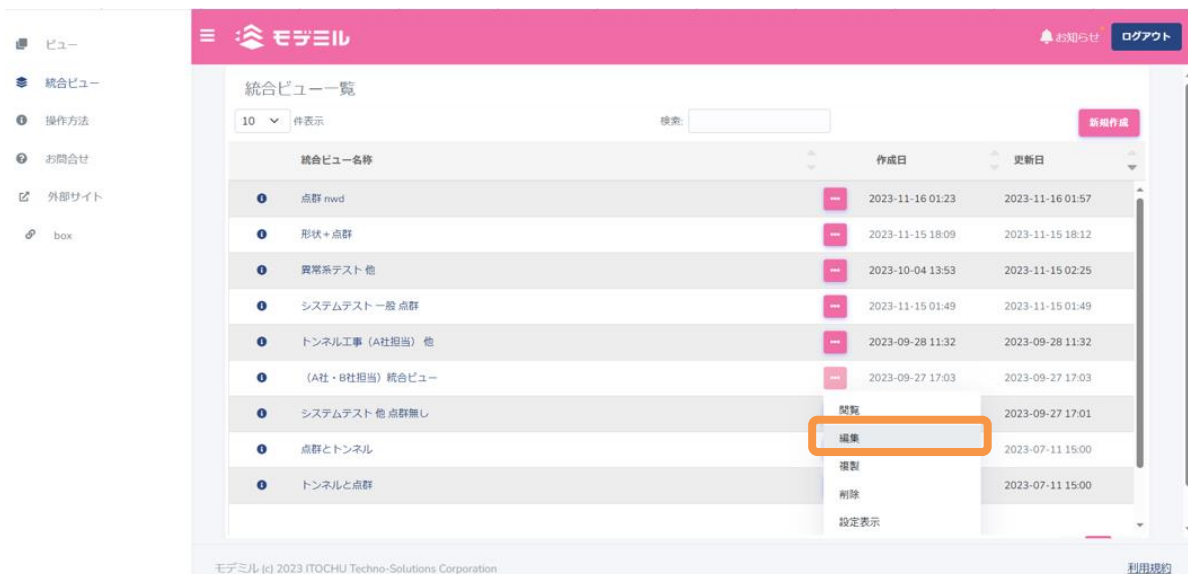 ビュー
統合ビュー
操作方法
お問合せ
外部サイト
box
モデミル
お知らせ
ログアウト
統合ビュー一覧
10 件表示
検索:
新規作成
統合ビュー名称 作成日 更新日
点群 nwd 2023-11-16 01:23 2023-11-16 01:57
形状+点群 2023-11-15 18:09 2023-11-15 18:12
異常系テスト 他 2023-10-04 13:53 2023-11-15 02:25
システムテスト 一般 点群 2023-11-15 01:49 2023-11-15 01:49
トンネル工事（A社担当） 他 2023-09-28 11:32 2023-09-28 11:32
（A社・B社担当）統合ビュー 2023-09-27 17:03 2023-09-27 17:03
システムテスト 他 点群無し 2023-09-27 17:01
点群とトンネル 2023-07-11 15:00
トンネルと点群 2023-07-11 15:00
閲覧
編集
複製
削除
設定表示
モデミル (c) 2023 ITOCHU Techno-Solutions Corporation
利用規約